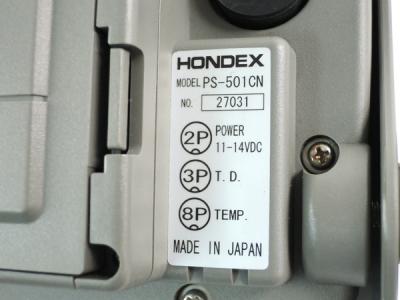 HONDEX
MODEL PS-501CN
NO. 27031
2P POWER
11-14VDC
3P T. D.
8P TEMP.
MADE IN JAPAN